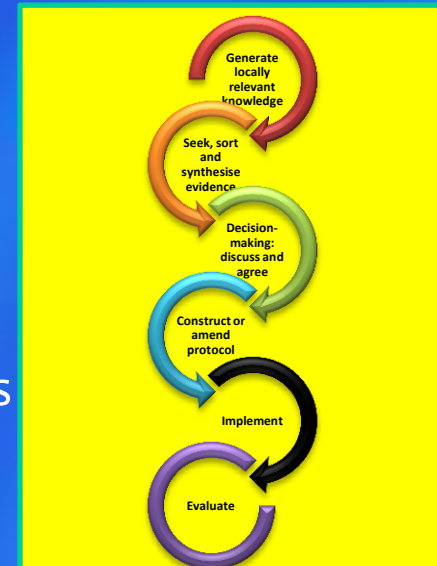 Generate
locally
relevant
knowledge
Seek, sort
and
synthesise
evidence
Decision-
making:
discuss and
agree
Construct or
amend
protocol
s
Implement
Evaluate